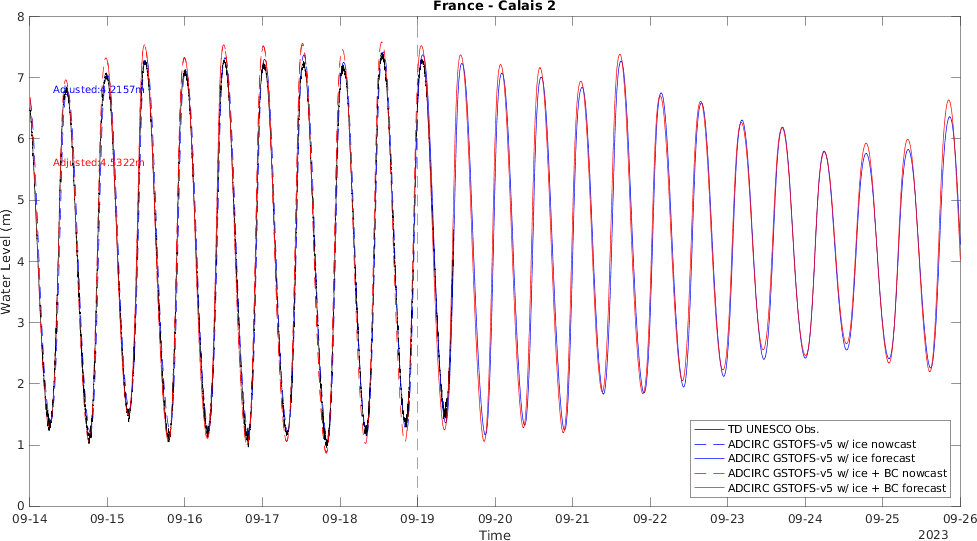 France - Calais 2
8
7
6
5
4
3
2
1
0
Water Level (m)
Adjusted:4.2157m
Adjusted:4.5322m
TD UNESCO Obs.
ADCIRC GSTOFS-v5 w/ ice nowcast
ADCIRC GSTOFS-v5 w/ ice forecast
ADCIRC GSTOFS-v5 w/ ice + BC nowcast
ADCIRC GSTOFS-v5 w/ ice + BC forecast
09-14 09-15 09-16 09-17 09-18 09-19 09-20 09-21 09-22 09-23 09-24 09-25 09-26
Time
2023